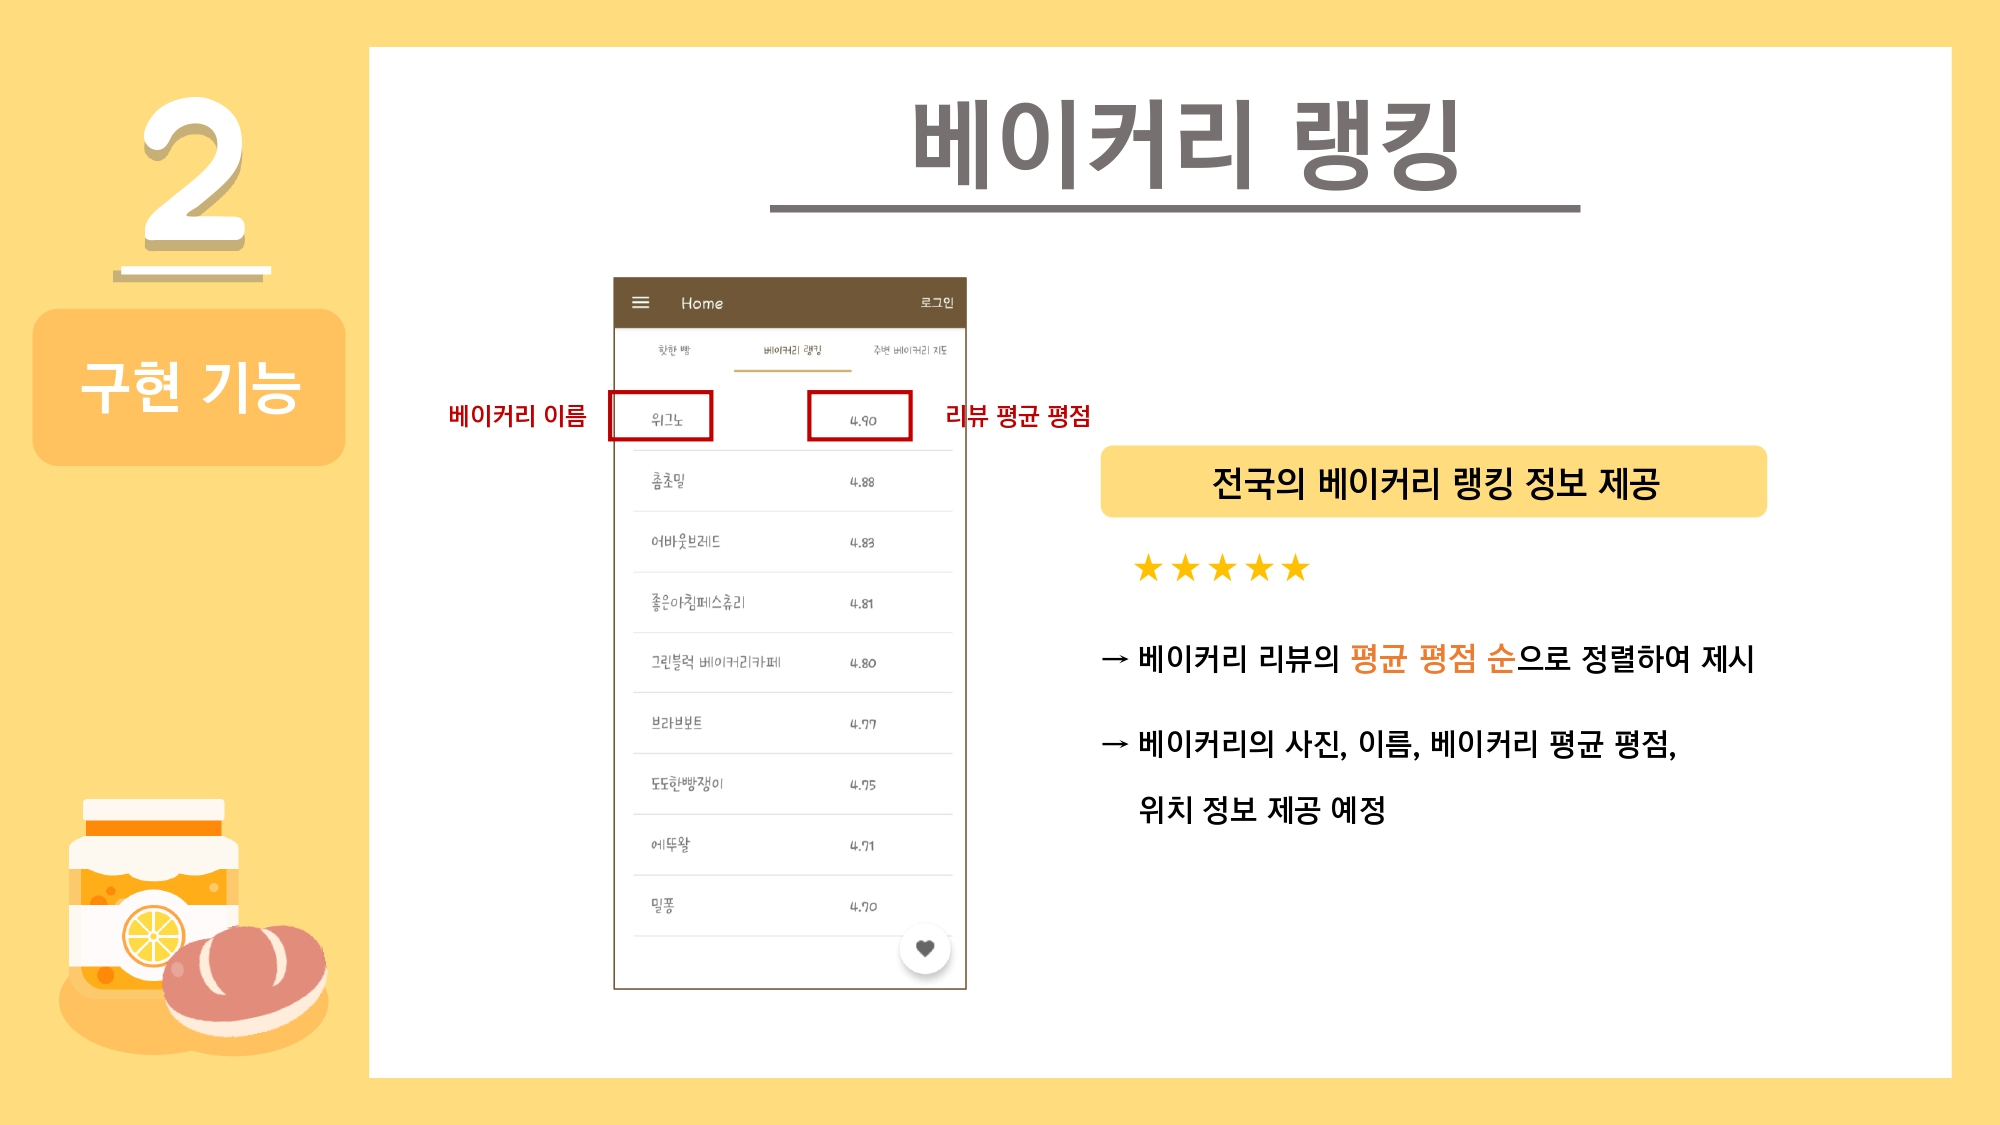 2
구현 기능
베이커리 랭킹
Home 로그인
핫한 빵 베이커리 랭킹 주변 베이커리 지도
베이커리 이름 위그노 4.90 리뷰 평균 평점
촘초밀 4.88
어바웃브레드 4.83
좋은아침페스츄리 4.81
그린블럭 베이커리카페 4.80
브라브보트 4.77
도도한빵쟁이 4.75
에뚜왈 4.71
밀퐁 4.70
전국의 베이커리 랭킹 정보 제공
★★★★★
→ 베이커리 리뷰의 평균 평점 순으로 정렬하여 제시
→ 베이커리의 사진, 이름, 베이커리 평균 평점,
위치 정보 제공 예정